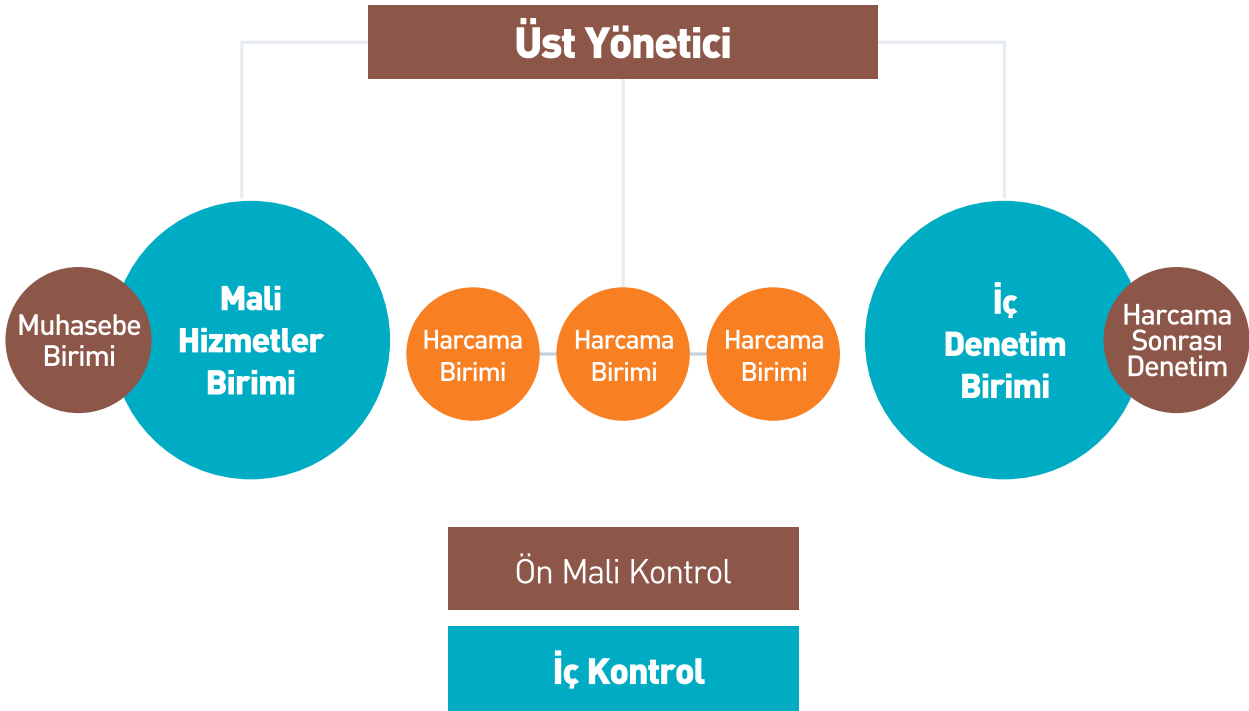 Üst Yönetici
Muhasebe
Birimi
Mali
Hizmetler
Birimi
Harcama
Birimi
Harcama
Birimi
Harcama
Birimi
İç
Denetim
Birimi
Harcama
Sonrası
Denetim
Ön Mali Kontrol
İç Kontrol